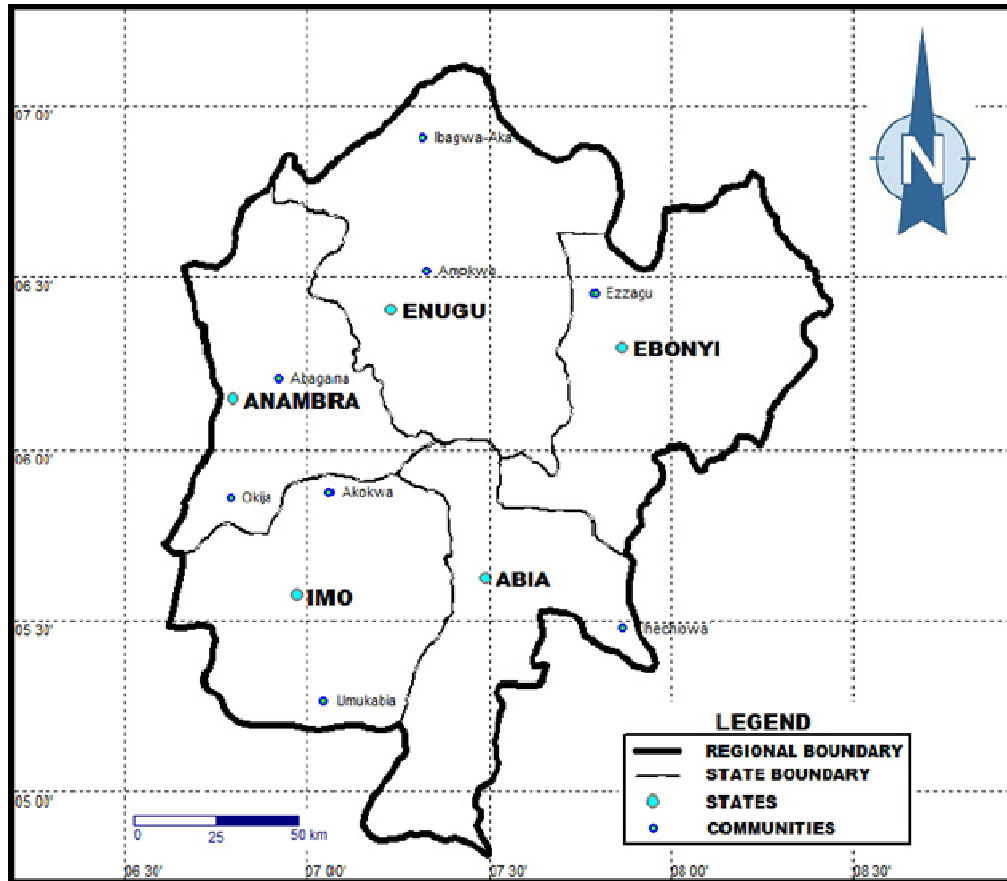 07 00"
Ibagwa-Aka
N
06 30"
Amokwe
Ezzagu
ENUGU
EBONYI
Abagana
ANAMBRA
06 00"
Okija
Akokwa
ABIA
IMO
05 30"
Ihechiowa
Umukabia
LEGEND
REGIONAL BOUNDARY
STATE BOUNDARY
STATES
COMMUNITIES
05 00"
0 25 50 km
06 30 07 00 07 30 08 00 08 30